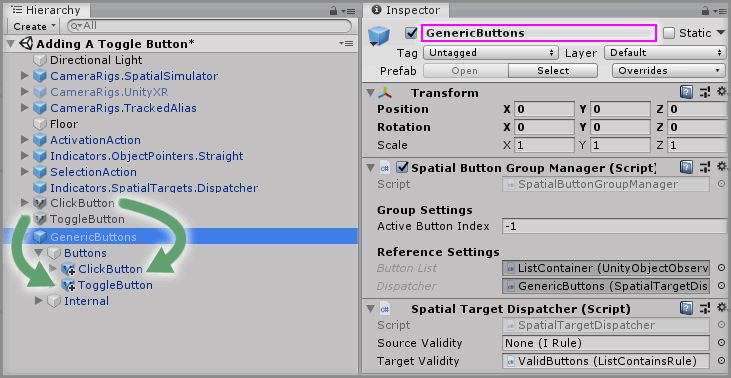 Hierarchy
Create
All
Adding A Toggle Button*
Directional Light
CameraRigs.SpatialSimulator
CameraRigs.UnityXR
CameraRigs.TrackedAlias
Floor
ActivationAction
Indicators.ObjectPointers.Straight
SelectionAction
Indicators.SpatialTargets.Dispatcher
ClickButton
ToggleButton
GenericButtons
Buttons
ClickButton
ToggleButton
Internal
Inspector
GenericButtons Static
Tag Untagged Layer Default
Prefab Open Select Overrides
Transform
Position X 0 Y 0 Z 0
Rotation X 0 Y 0 Z 0
Scale X 1 Y 1 Z 1
Spatial Button Group Manager (Script)
Script SpatialButtonGroupManager
Group Settings
Active Button Index -1
Reference Settings
Button List ListContainer (UnityObjectObserv
Dispatcher GenericButtons (SpatialTargetDis
Spatial Target Dispatcher (Script)
Script SpatialTargetDispatcher
Source Validity None (I Rule)
Target Validity ValidButtons (ListContainsRule)